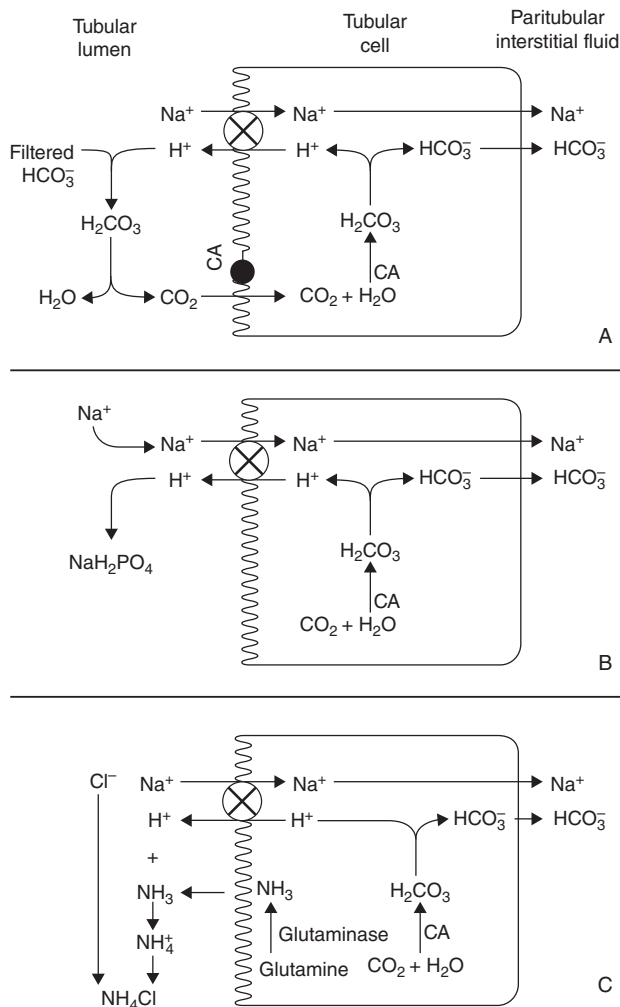 Tubular lumen
Tubular cell
Paritubular interstitial fluid
Na⁺ Na⁺ Na⁺
Filtered HCO₃⁻
H⁺ H⁺ HCO₃⁻ HCO₃⁻
H₂CO₃ H₂CO₃
CA CA
H₂O CO₂ CO₂ + H₂O
A
Na⁺
Na⁺ Na⁺ Na⁺
H⁺ H⁺ HCO₃⁻ HCO₃⁻
NaH₂PO₄ H₂CO₃
CA
CO₂ + H₂O
B
Cl⁻ Na⁺ Na⁺ Na⁺
H⁺ H⁺ HCO₃⁻ HCO₃⁻
+
NH₃ NH₃ H₂CO₃
NH₄⁺ Glutaminase CA
Glutamine CO₂ + H₂O
NH₄Cl
C